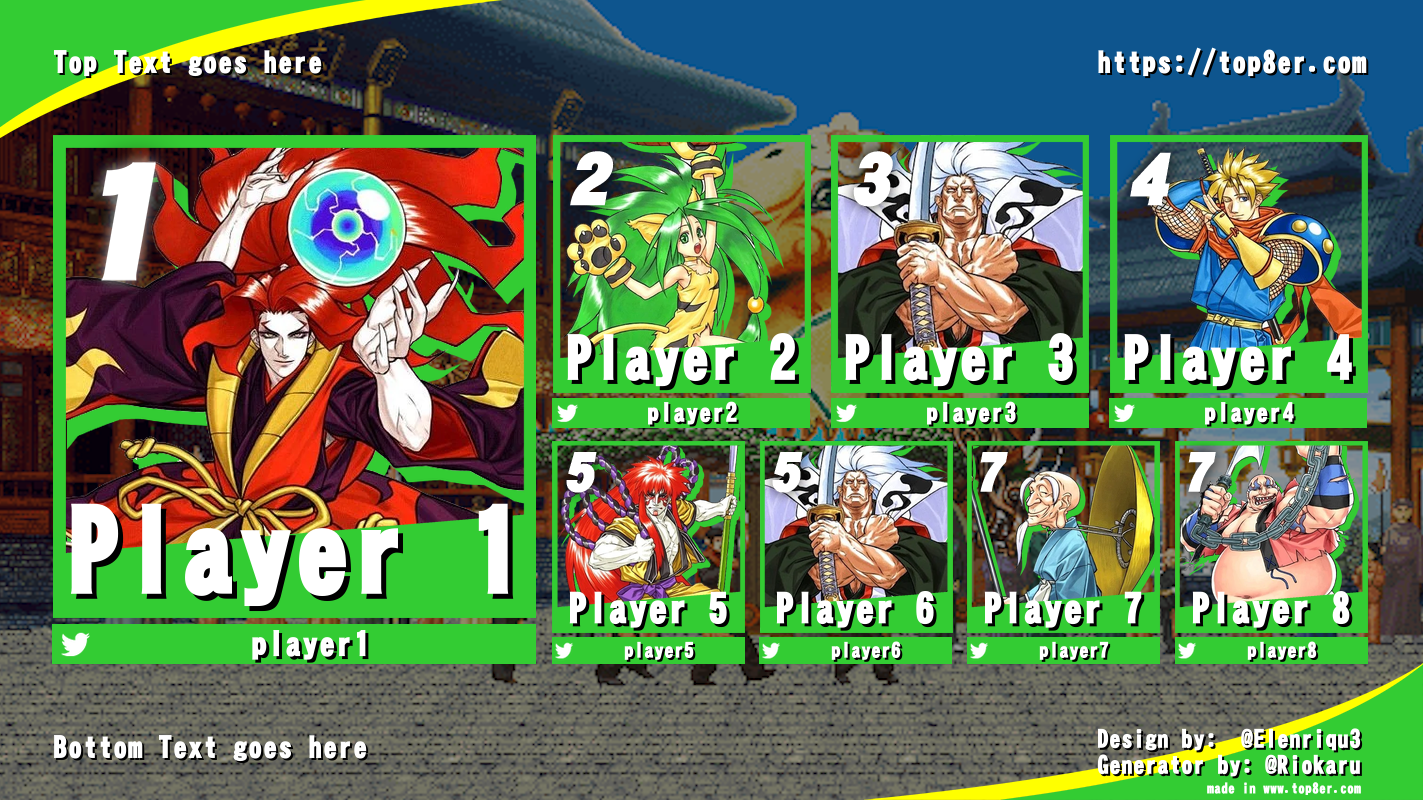 Top Text goes here
https://top8er.com
1
Player 1
player1
2
Player 2
player2
3
Player 3
player3
4
Player 4
player4
5
Player 5
player5
5
Player 6
player6
7
Player 7
player7
7
Player 8
player8
Bottom Text goes here
Design by: @Elenriqu3
Generator by: @Riokaru
made in www.top8er.com